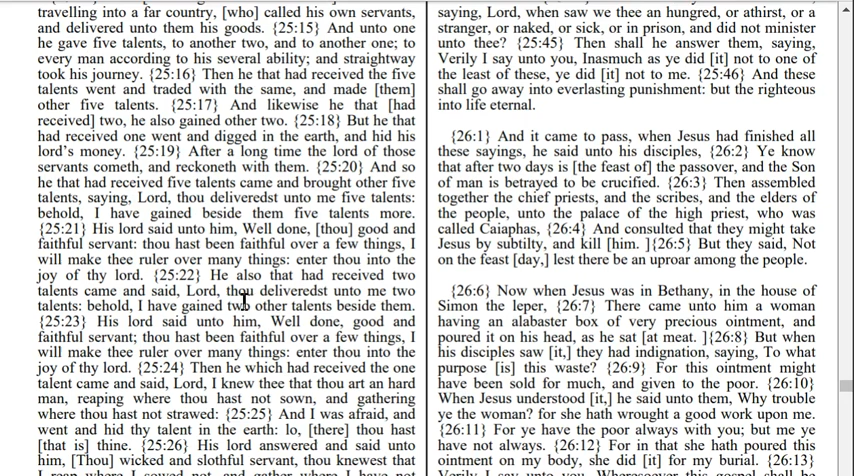 travelling into a far country, [who] called his own servants,
and delivered unto them his goods. {25:15} And unto one
he gave five talents, to another two, and to another one; to
every man according to his several ability; and straightway
took his journey. {25:16} Then he that had received the five
talents went and traded with the same, and made [them]
other five talents. {25:17} And likewise he that [had
received] two, he also gained other two. {25:18} But he that
had received one went and digged in the earth, and hid his
lord’s money. {25:19} After a long time the lord of those
servants cometh, and reckoneth with them. {25:20} And so
he that had received five talents came and brought other five
talents, saying, Lord, thou deliveredst unto me five talents:
behold, I have gained beside them five talents more.
{25:21} His lord said unto him, Well done, [thou] good and
faithful servant: thou hast been faithful over a few things, I
will make thee ruler over many things: enter thou into the
joy of thy lord. {25:22} He also that had received two
talents came and said, Lord, thou deliveredst unto me two
talents: behold, I have gained two other talents beside them.
{25:23} His lord said unto him, Well done, good and
faithful servant; thou hast been faithful over a few things, I
will make thee ruler over many things: enter thou into the
joy of thy lord. {25:24} Then he which had received the one
talent came and said, Lord, I knew thee that thou art an hard
man, reaping where thou hast not sown, and gathering
where thou hast not strawed: {25:25} And I was afraid, and
went and hid thy talent in the earth: lo, [there] thou hast
[that is] thine. {25:26} His lord answered and said unto
him, [Thou] wicked and slothful servant, thou knewest that
I reap where I sowed not, and gather where I have not
saying, Lord, when saw we thee an hungred, or athirst, or a
stranger, or naked, or sick, or in prison, and did not minister
unto thee? {25:45} Then shall he answer them, saying,
Verily I say unto you, Inasmuch as ye did [it] not to one of
the least of these, ye did [it] not to me. {25:46} And these
shall go away into everlasting punishment: but the righteous
into life eternal.
{26:1} And it came to pass, when Jesus had finished all
these sayings, he said unto his disciples, {26:2} Ye know
that after two days is [the feast of] the passover, and the Son
of man is betrayed to be crucified. {26:3} Then assembled
together the chief priests, and the scribes, and the elders of
the people, unto the palace of the high priest, who was
called Caiaphas, {26:4} And consulted that they might take
Jesus by subtilty, and kill [him. ]{26:5} But they said, Not
on the feast [day,] lest there be an uproar among the people.
{26:6} Now when Jesus was in Bethany, in the house of
Simon the leper, {26:7} There came unto him a woman
having an alabaster box of very precious ointment, and
poured it on his head, as he sat [at meat. ]{26:8} But when
his disciples saw [it,] they had indignation, saying, To what
purpose [is] this waste? {26:9} For this ointment might
have been sold for much, and given to the poor. {26:10}
When Jesus understood [it,] he said unto them, Why trouble
ye the woman? for she hath wrought a good work upon me.
{26:11} For ye have the poor always with you; but me ye
have not always. {26:12} For in that she hath poured this
ointment on my body, she did [it] for my burial. {26:13}
Verily I say unto you, Wheresoever this gospel shall be